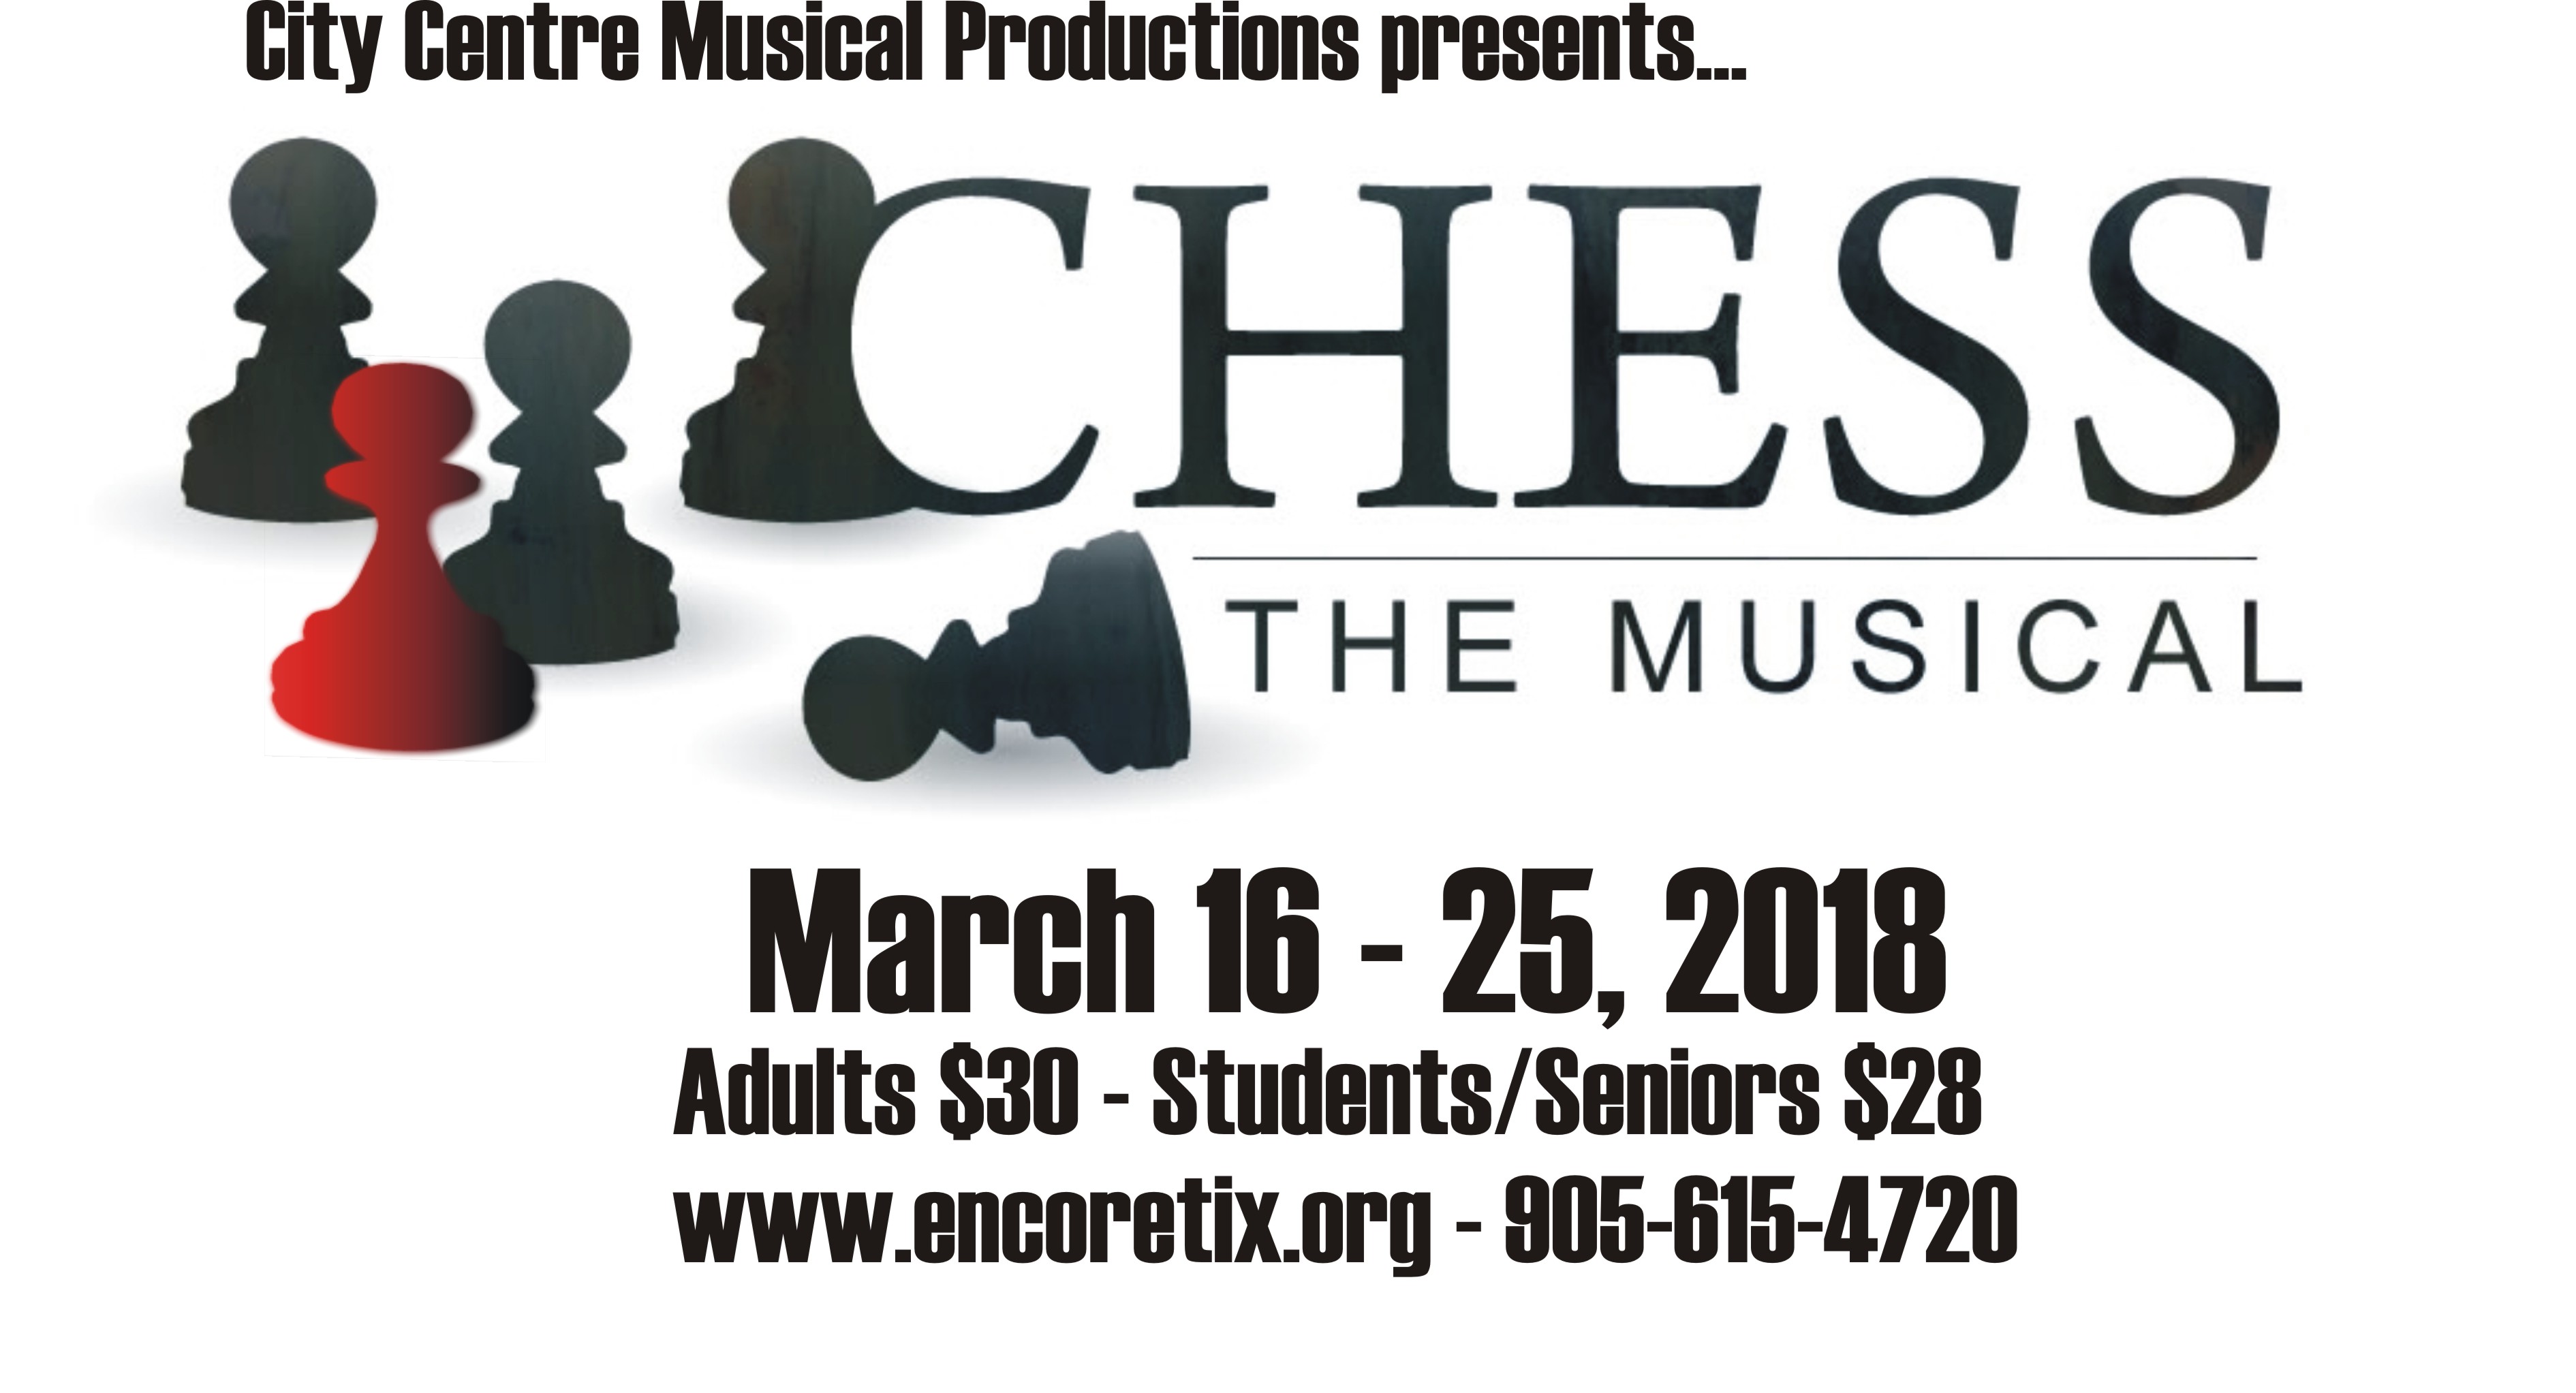 City Centre Musical Productions presents...
CHESS
THE MUSICAL
March 16 - 25, 2018
Adults $30 - Students/Seniors $28
www.encoretix.org - 905-615-4720